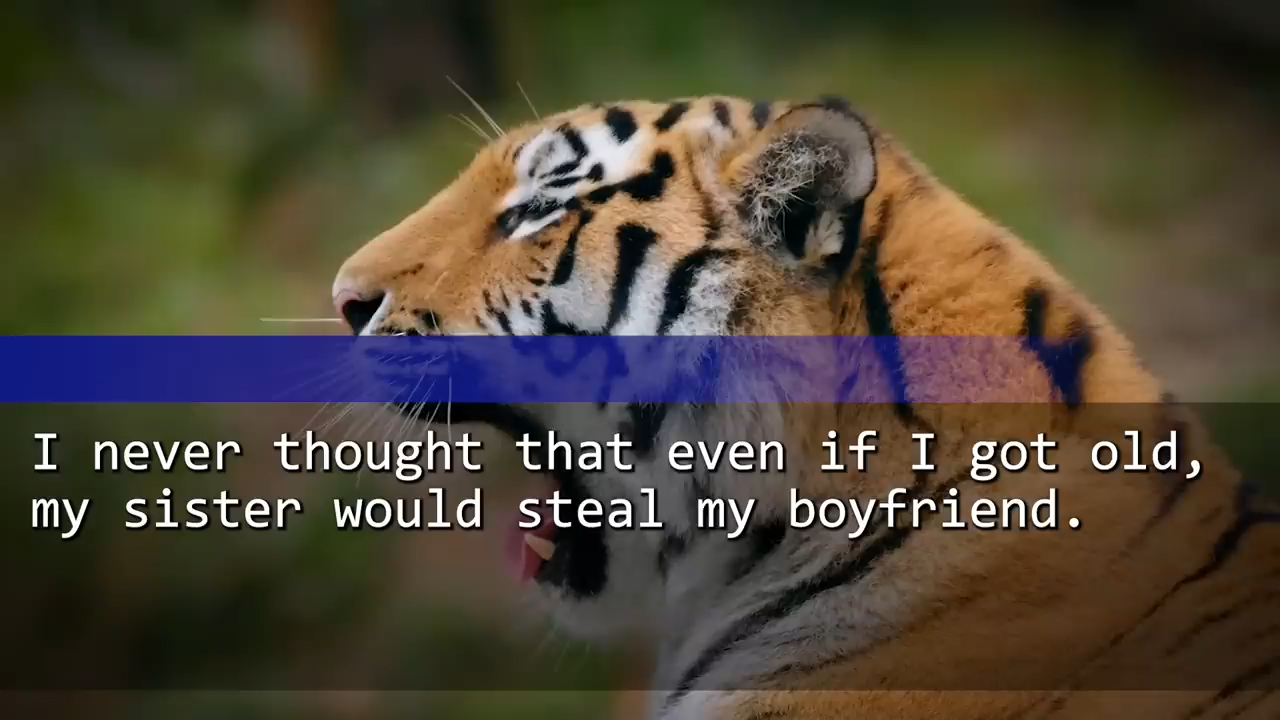 I never thought that even if I got old,
my sister would steal my boyfriend.